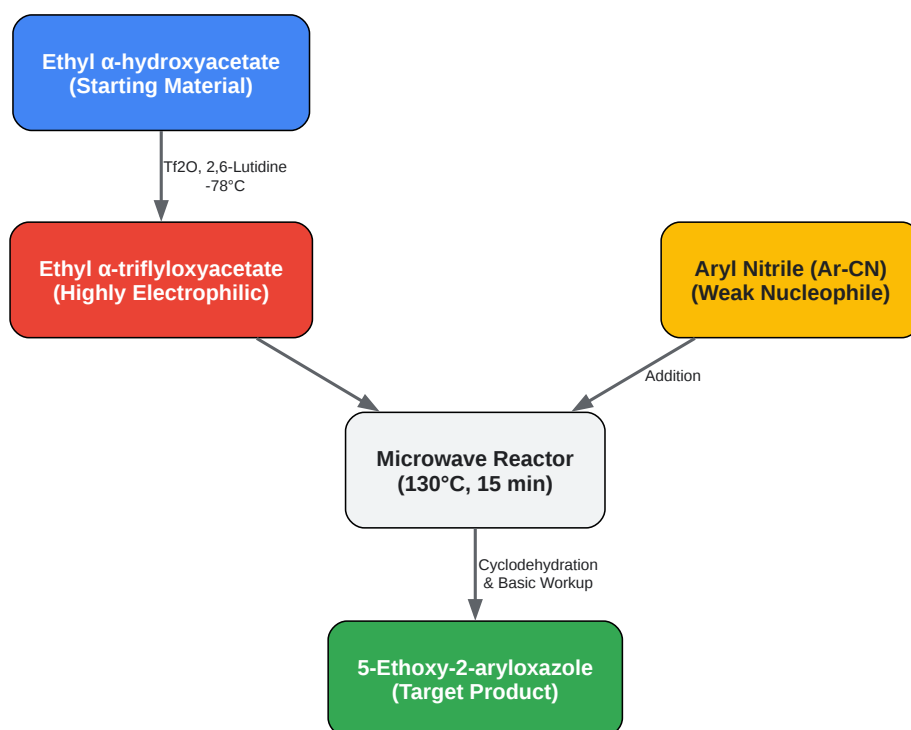 Ethyl α-hydroxyacetate
(Starting Material)
Tf2O, 2,6-Lutidine
-78°C
Ethyl α-triflyloxyacetate
(Highly Electrophilic)
Aryl Nitrile (Ar-CN)
(Weak Nucleophile)
Addition
Microwave Reactor
(130°C, 15 min)
Cyclodehydration
& Basic Workup
5-Ethoxy-2-aryloxazole
(Target Product)